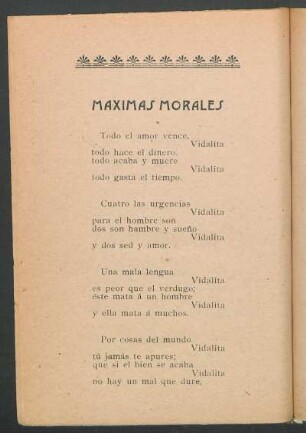 MAXIMAS MORALES
Todo el amor vence,
Vidalita
todo hace el dinero,
todo acaba y muere
Vidalita
todo gasta el tiempo.
Cuatro las urgencias
Vidalita
para el hombre son
dos son hambre y sueño
Vidalita
y dos sed y amor.
Una mala lengua
Vidalita
es peor que el verdugo;
éste mata á un hombre
Vidalita
y ella mata á muchos.
Por cosas del mundo
Vidalita
tú jamás te apures;
que si el bien se acaba
Vidalita
no hay un mal que dure,